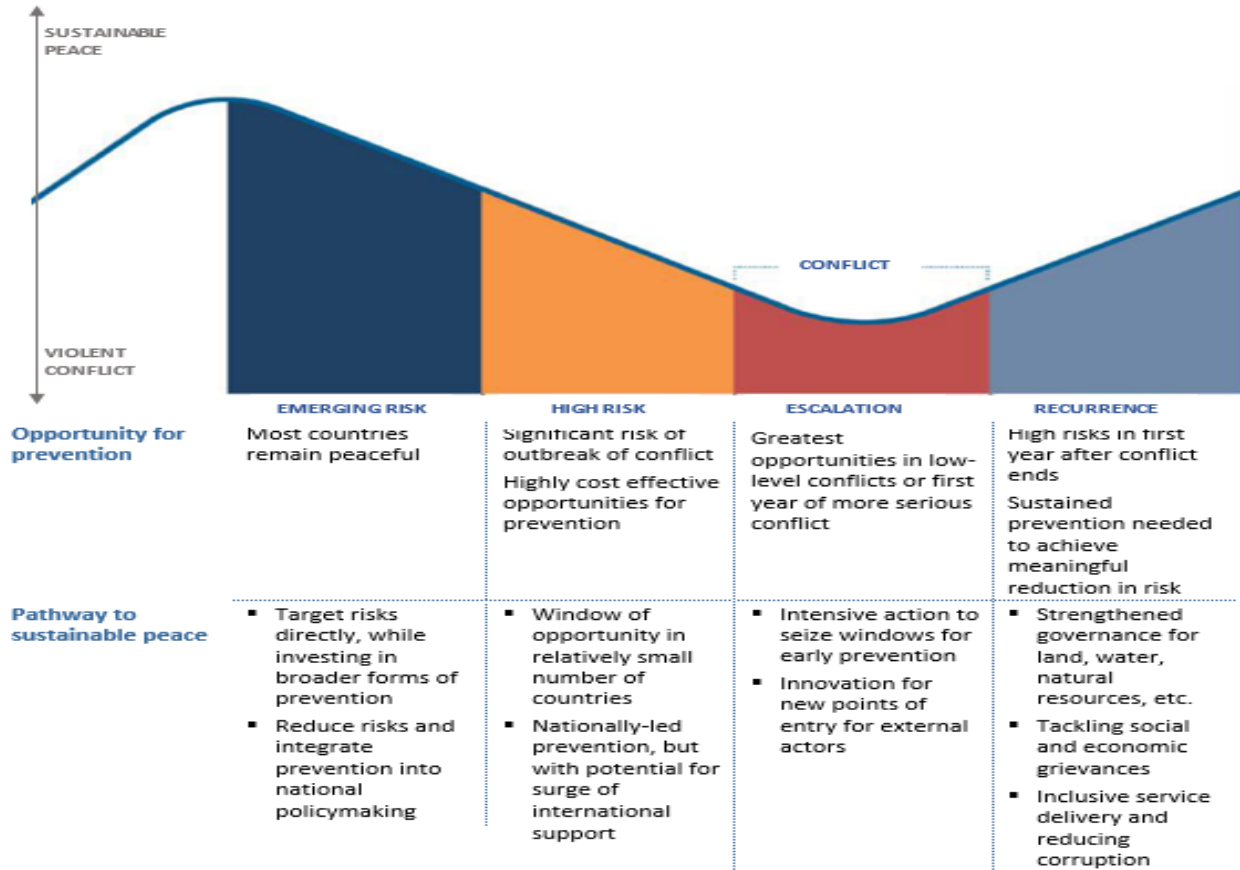 SUSTAINABLE
PEACE
CONFLICT
VIOLENT
CONFLICT
EMERGING RISK
HIGH RISK
ESCALATION
RECURRENCE
Opportunity for
prevention
Most countries
remain peaceful
Significant risk of
outbreak of conflict
Highly cost effective
opportunities for
prevention
Greatest
opportunities in low-
level conflicts or first
year of more serious
conflict
High risks in first
year after conflict
ends
Sustained
prevention needed
to achieve
meaningful
reduction in risk
Pathway to
sustainable peace
▪ Target risks
directly, while
investing in
broader forms of
prevention
▪ Reduce risks and
integrate
prevention into
national
policymaking
▪ Window of
opportunity in
relatively small
number of
countries
▪ Nationally-led
prevention, but
with potential for
surge of
international
support
▪ Intensive action to
seize windows for
early prevention
▪ Innovation for
new points of
entry for external
actors
▪ Strengthened
governance for
land, water,
natural
resources, etc.
▪ Tackling social
and economic
grievances
▪ Inclusive service
delivery and
reducing
corruption